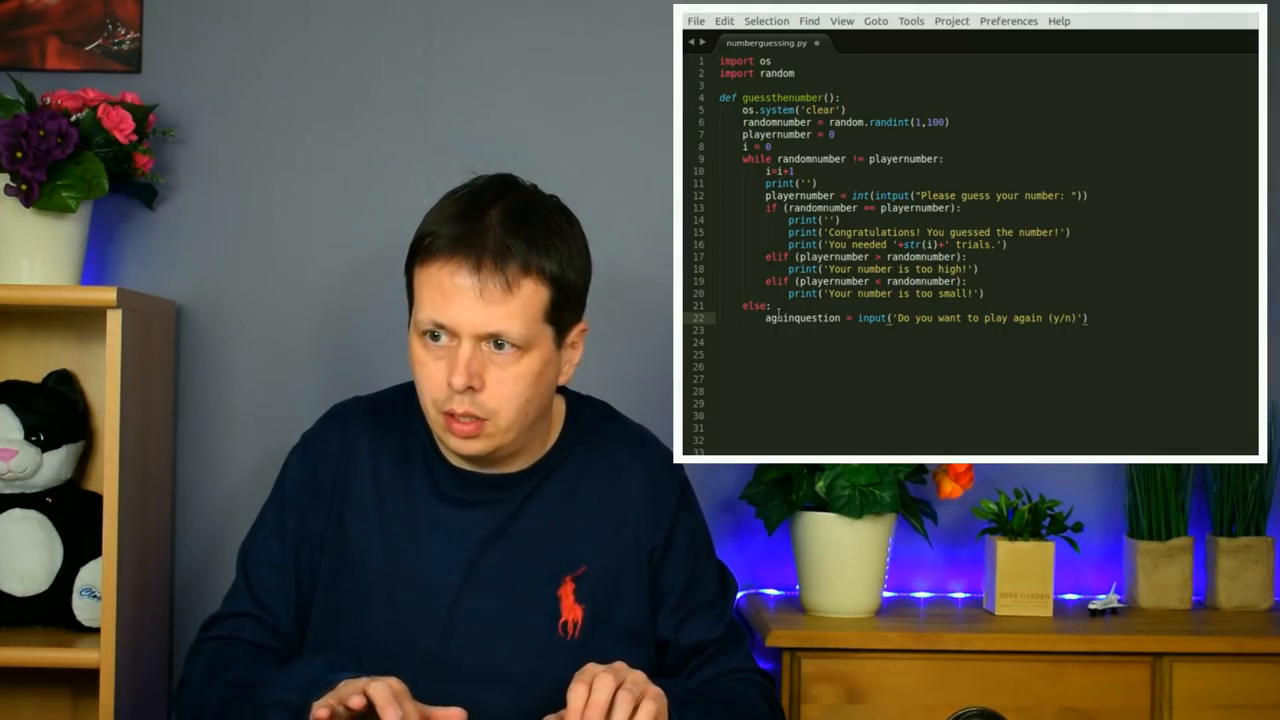 File Edit Selection Find View Goto Tools Project Preferences Help
numberguessing.py
1 import os
2 import random
3
4 def guessthenumber():
5 os.system('clear')
6 randomnumber = random.randint(1,100)
7 playernumber = 0
8 i = 0
9 while randomnumber != playernumber:
10 i=i+1
11 print('')
12 playernumber = int(intput("Please guess your number: "))
13 if (randomnumber == playernumber):
14 print('')
15 print('Congratulations! You guessed the number!')
16 print('You needed '+str(i)+' trials.')
17 elif (playernumber > randomnumber):
18 print('Your number is too high!')
19 elif (playernumber < randomnumber):
20 print('Your number is too small!')
21 else:
22 againquestion = input('Do you want to play again (y/n)')
23
24
25
26
27
28
29
30
31
32
33
HERB GARDEN